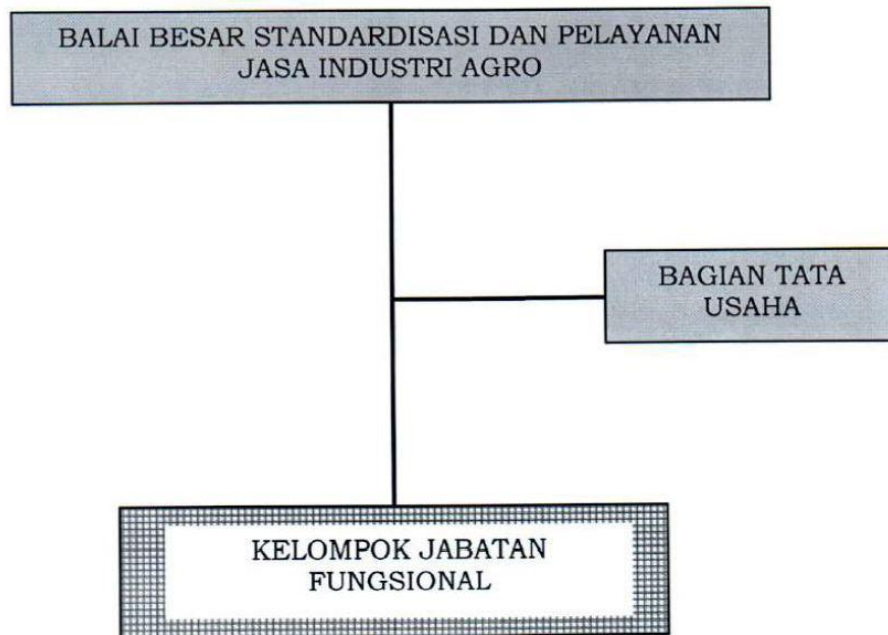 BALAI BESAR STANDARDISASI DAN PELAYANAN
JASA INDUSTRI AGRO
BAGIAN TATA
USAHA
KELOMPOK JABATAN
FUNGSIONAL